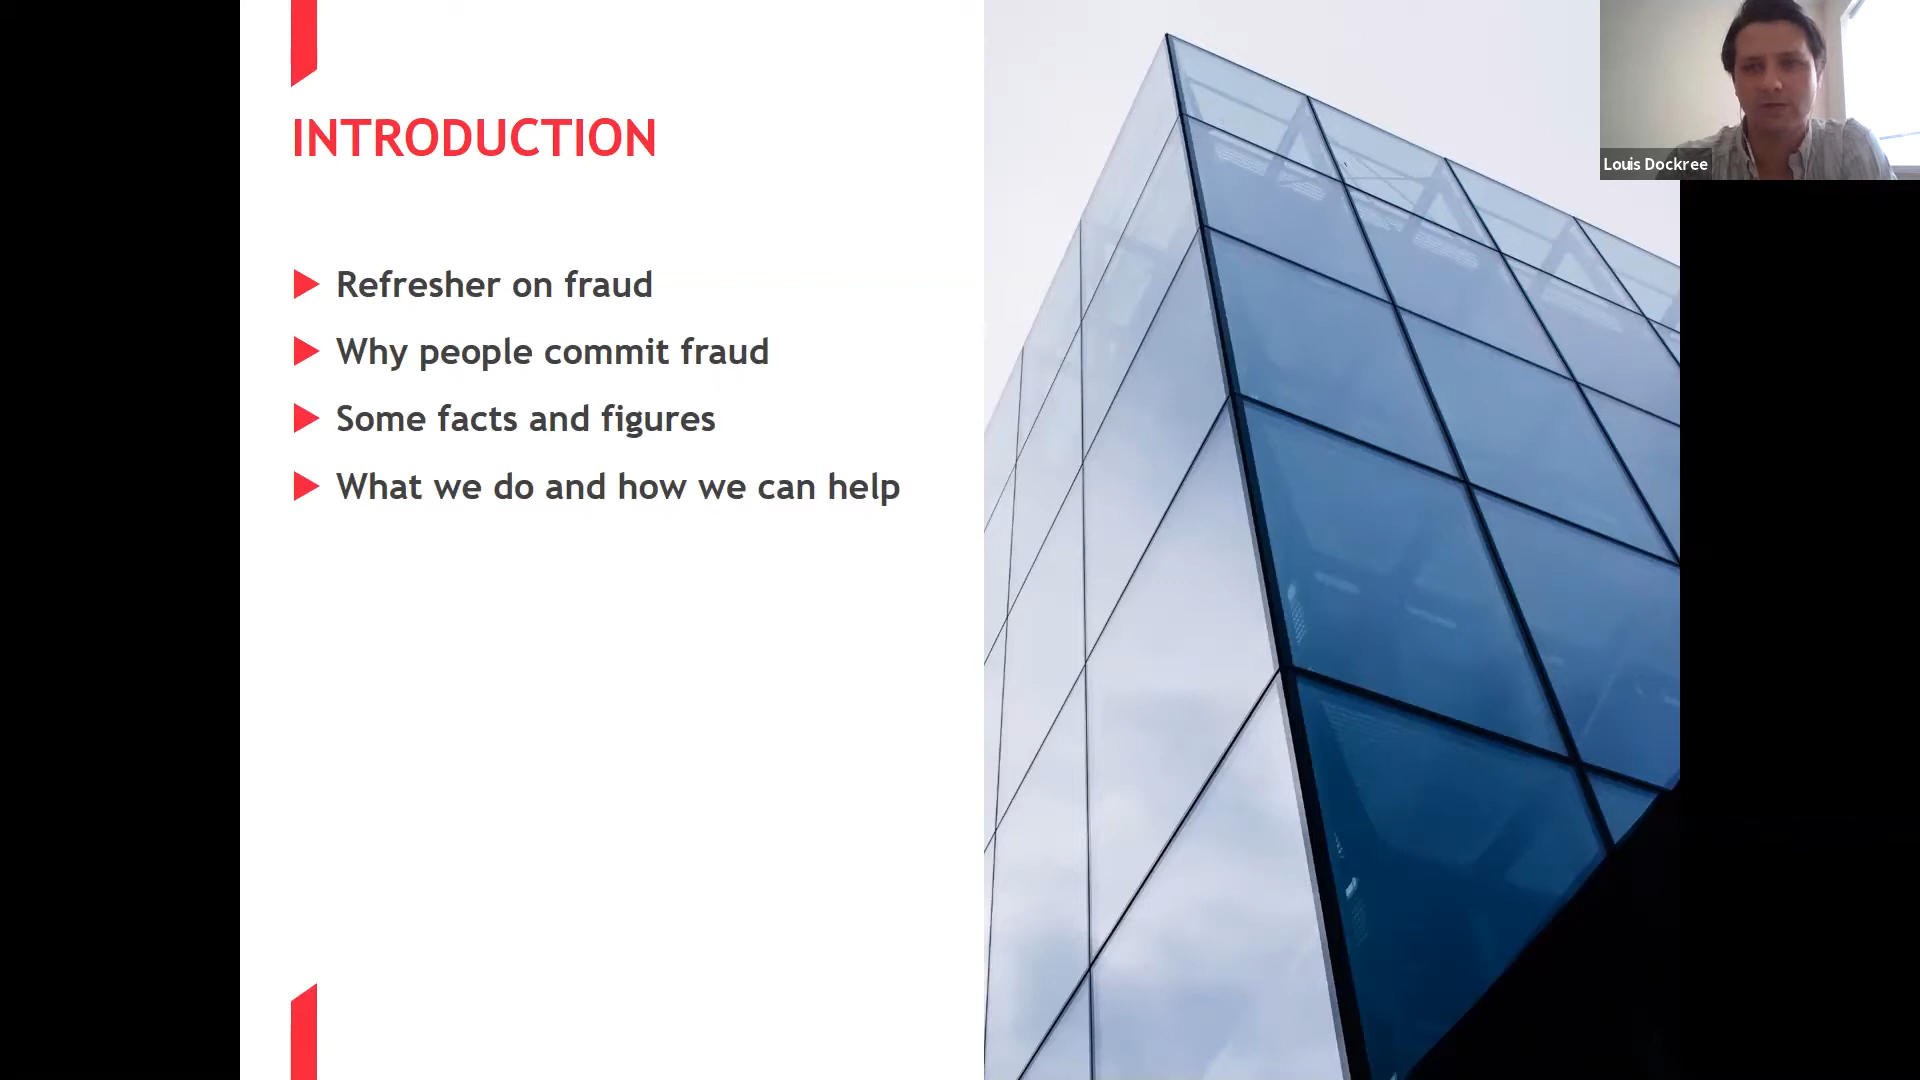 INTRODUCTION
Refresher on fraud
Why people commit fraud
Some facts and figures
What we do and how we can help
Louis Dockree